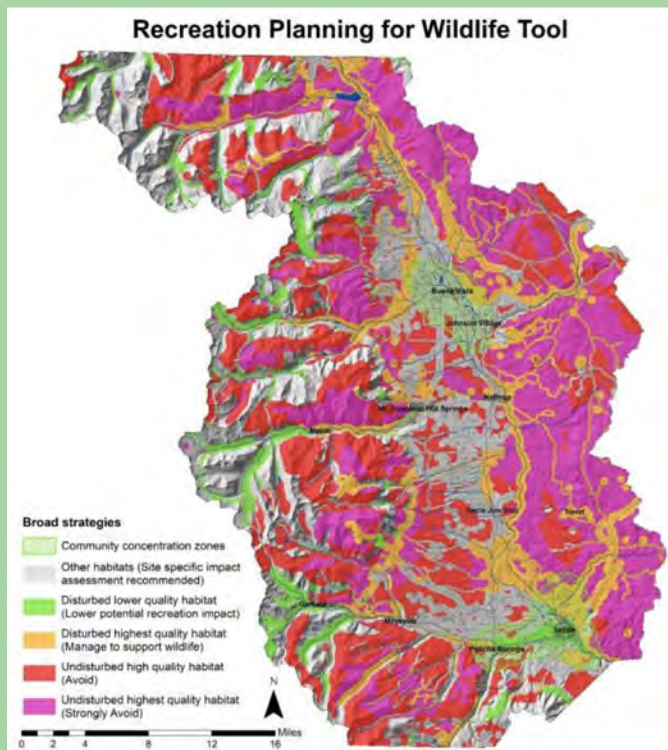 Recreation Planning for Wildlife Tool
Buena Vista
Johnson Village
Nathrop
Mt. Princeton Hot Springs
Alpine
Turret
Garfield
Maysville
Salida
Poncha Springs
Broad strategies
Community concentration zones
Other habitats (Site specific impact
assessment recommended)
Disturbed lower quality habitat
(Lower potential recreation impact)
Disturbed highest quality habitat
(Manage to support wildlife)
Undisturbed high quality habitat
(Avoid)
Undisturbed highest quality habitat
(Strongly Avoid)
N
0 2 4 8 12 16
Miles